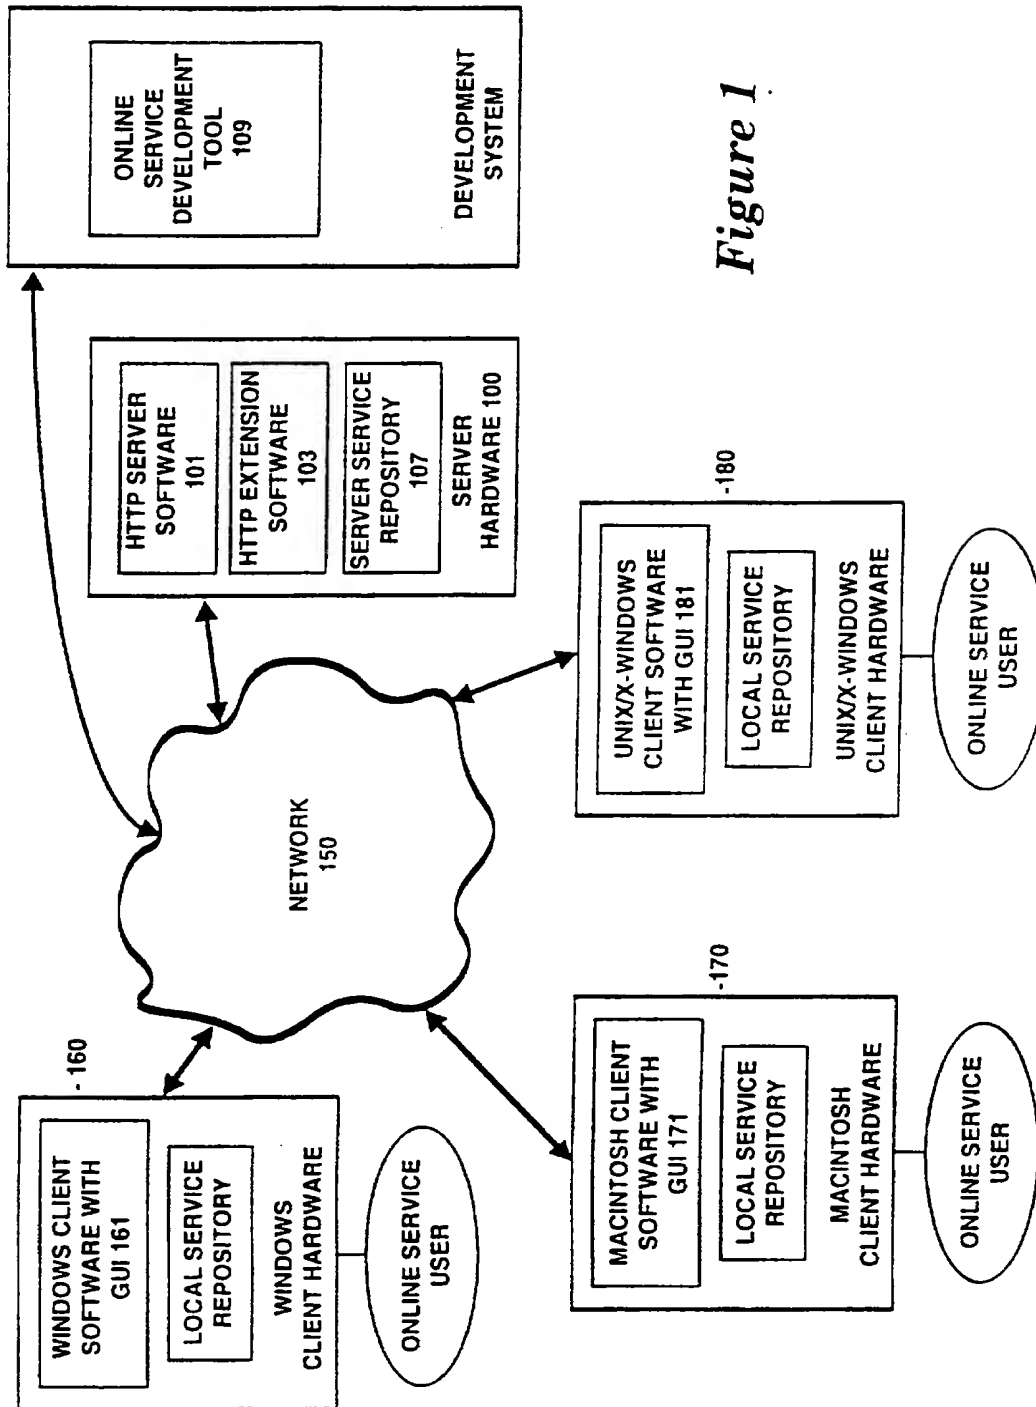 WINDOWS CLIENT
SOFTWARE WITH
GUI 161
LOCAL SERVICE
REPOSITORY
WINDOWS
CLIENT HARDWARE
-160
ONLINE SERVICE
USER
NETWORK
150
HTTP SERVER
SOFTWARE
101
HTTP EXTENSION
SOFTWARE
103
SERVER SERVICE
REPOSITORY
107
SERVER
HARDWARE 100
ONLINE
SERVICE
DEVELOPMENT
TOOL
109
DEVELOPMENT
SYSTEM
MACINTOSH CLIENT
SOFTWARE WITH
GUI 171
LOCAL SERVICE
REPOSITORY
MACINTOSH
CLIENT HARDWARE
-170
ONLINE SERVICE
USER
UNIX/X-WINDOWS
CLIENT SOFTWARE
WITH GUI 181
LOCAL SERVICE
REPOSITORY
UNIX/X-WINDOWS
CLIENT HARDWARE
-180
ONLINE SERVICE
USER
Figure 1